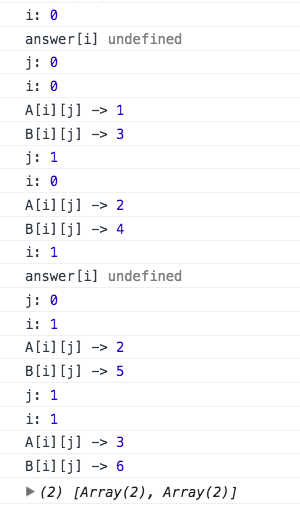 i: 0
answer[i] undefined
j: 0
i: 0
A[i][j] -> 1
B[i][j] -> 3
j: 1
i: 0
A[i][j] -> 2
B[i][j] -> 4
i: 1
answer[i] undefined
j: 0
i: 1
A[i][j] -> 2
B[i][j] -> 5
j: 1
i: 1
A[i][j] -> 3
B[i][j] -> 6
▶ (2) [Array(2), Array(2)]